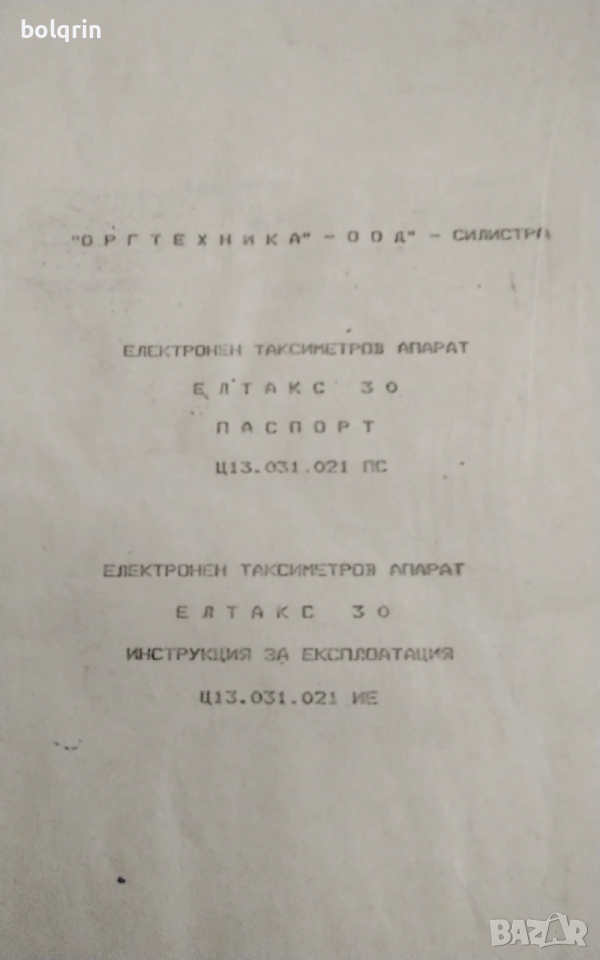 bolqrin
"ОРГТЕХНИКА" - ООД" - СИЛИСТРА
ЕЛЕКТРОНЕН ТАКСИМЕТРОВ АПАРАТ
ЕЛТАКС 30
ПАСПОРТ
Ц13.031.021 ПС
ЕЛЕКТРОНЕН ТАКСИМЕТРОВ АПАРАТ
ЕЛТАКС 30
ИНСТРУКЦИЯ ЗА ЕКСПЛОАТАЦИЯ
Ц13.031.021 ИЕ
BAZAR